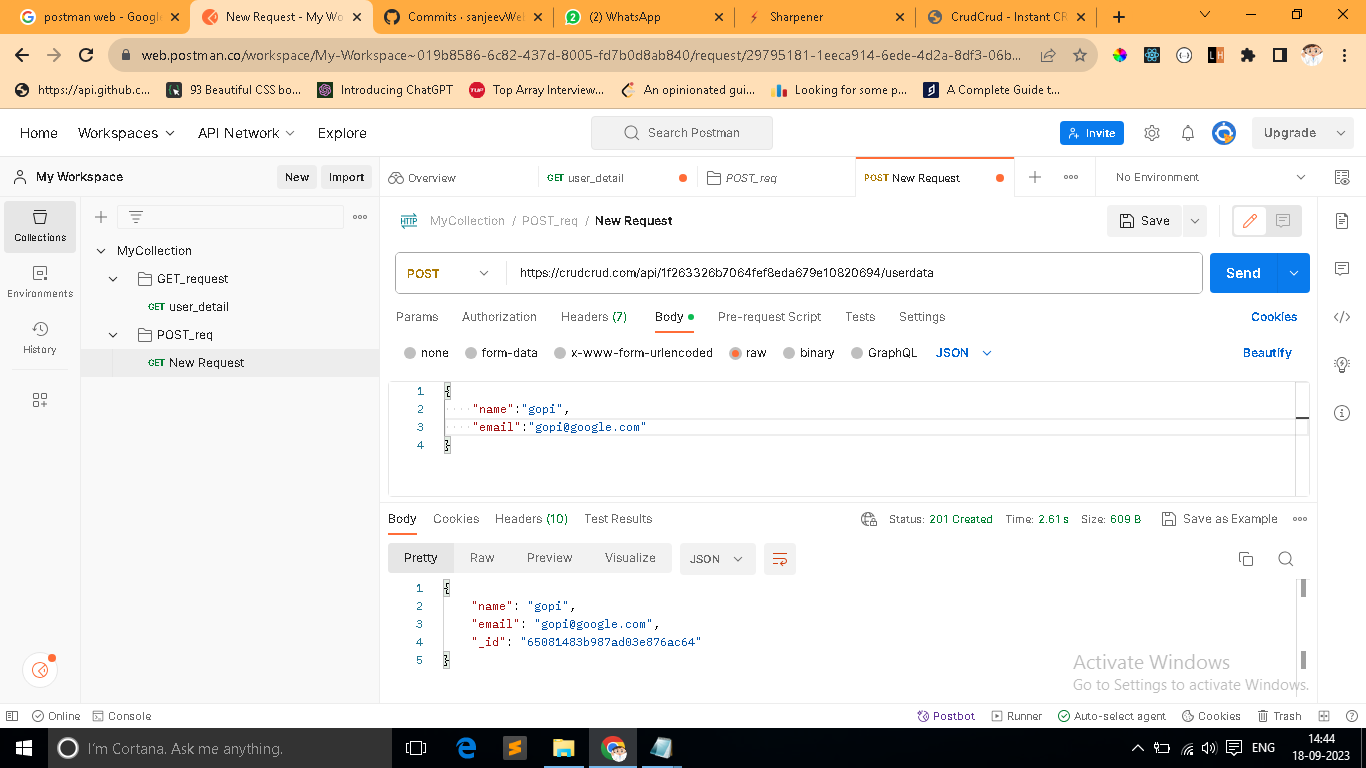 postman web - Googl
New Request - My Wo
Commits · sanjeevWel
(2) WhatsApp
Sharpener
CrudCrud - Instant CR
web.postman.co/workspace/My-Workspace~019b8586-6c82-437d-8005-fd7b0d8ab840/request/29795181-1eeca914-6ede-4d2a-8df3-06b...
https://api.github.c...
93 Beautiful CSS bo...
Introducing ChatGPT
Top Array Interview...
An opinionated gui...
Looking for some p...
A Complete Guide t...
Home Workspaces API Network Explore
Search Postman
Invite
Upgrade
My Workspace New Import
Overview
GET user_detail
POST_req
POST New Request
No Environment
Collections
Environments
History
MyCollection
GET_request
GET user_detail
POST_req
GET New Request
HTTP MyCollection / POST_req / New Request
Save
POST https://crudcrud.com/api/1f263326b7064fef8eda679e10820694/userdata
Send
Params Authorization Headers (7) Body Pre-request Script Tests Settings Cookies
none form-data x-www-form-urlencoded raw binary GraphQL JSON Beautify
1 {
2 "name":"gopi",
3 "email":"gopi@google.com"
4 }
Body Cookies Headers (10) Test Results Status: 201 Created Time: 2.61 s Size: 609 B Save as Example
Pretty Raw Preview Visualize JSON
1 {
2 "name": "gopi",
3 "email": "gopi@google.com",
4 "_id": "65081483b987ad03e876ac64"
5 }
Activate Windows
Go to Settings to activate Windows.
Online Console Postbot Runner Auto-select agent Cookies Trash
I'm Cortana. Ask me anything.
ENG
14:44
18-09-2023